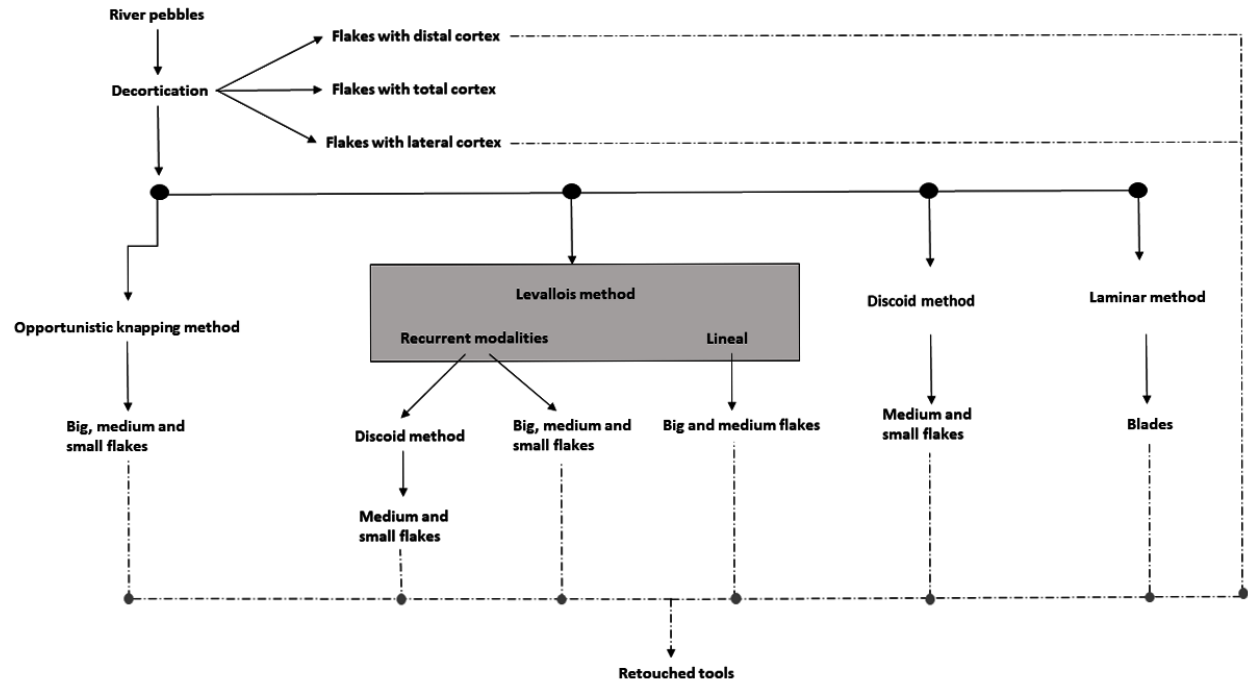 River pebbles
Flakes with distal cortex
Decortication
Flakes with total cortex
Flakes with lateral cortex
Levallois method
Discoid method
Laminar method
Opportunistic knapping method
Recurrent modalities
Lineal
Big, medium and
small flakes
Discoid method
Big, medium and
small flakes
Big and medium flakes
Medium and
small flakes
Blades
Medium and
small flakes
Retouched tools